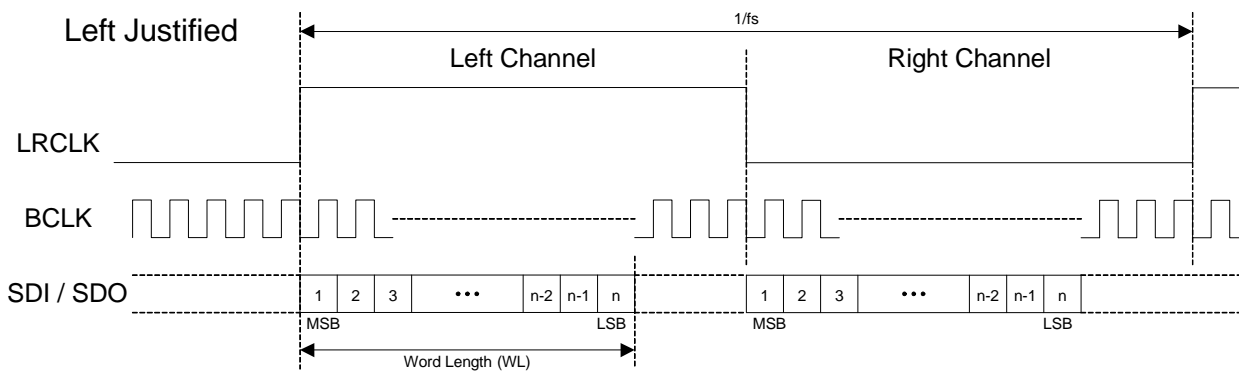 Left Justified
1/fs
Left Channel
Right Channel
LRCLK
BCLK
SDI / SDO
1 2 3 ••• n-2 n-1 n
1 2 3 ••• n-2 n-1 n
MSB LSB
MSB LSB
Word Length (WL)